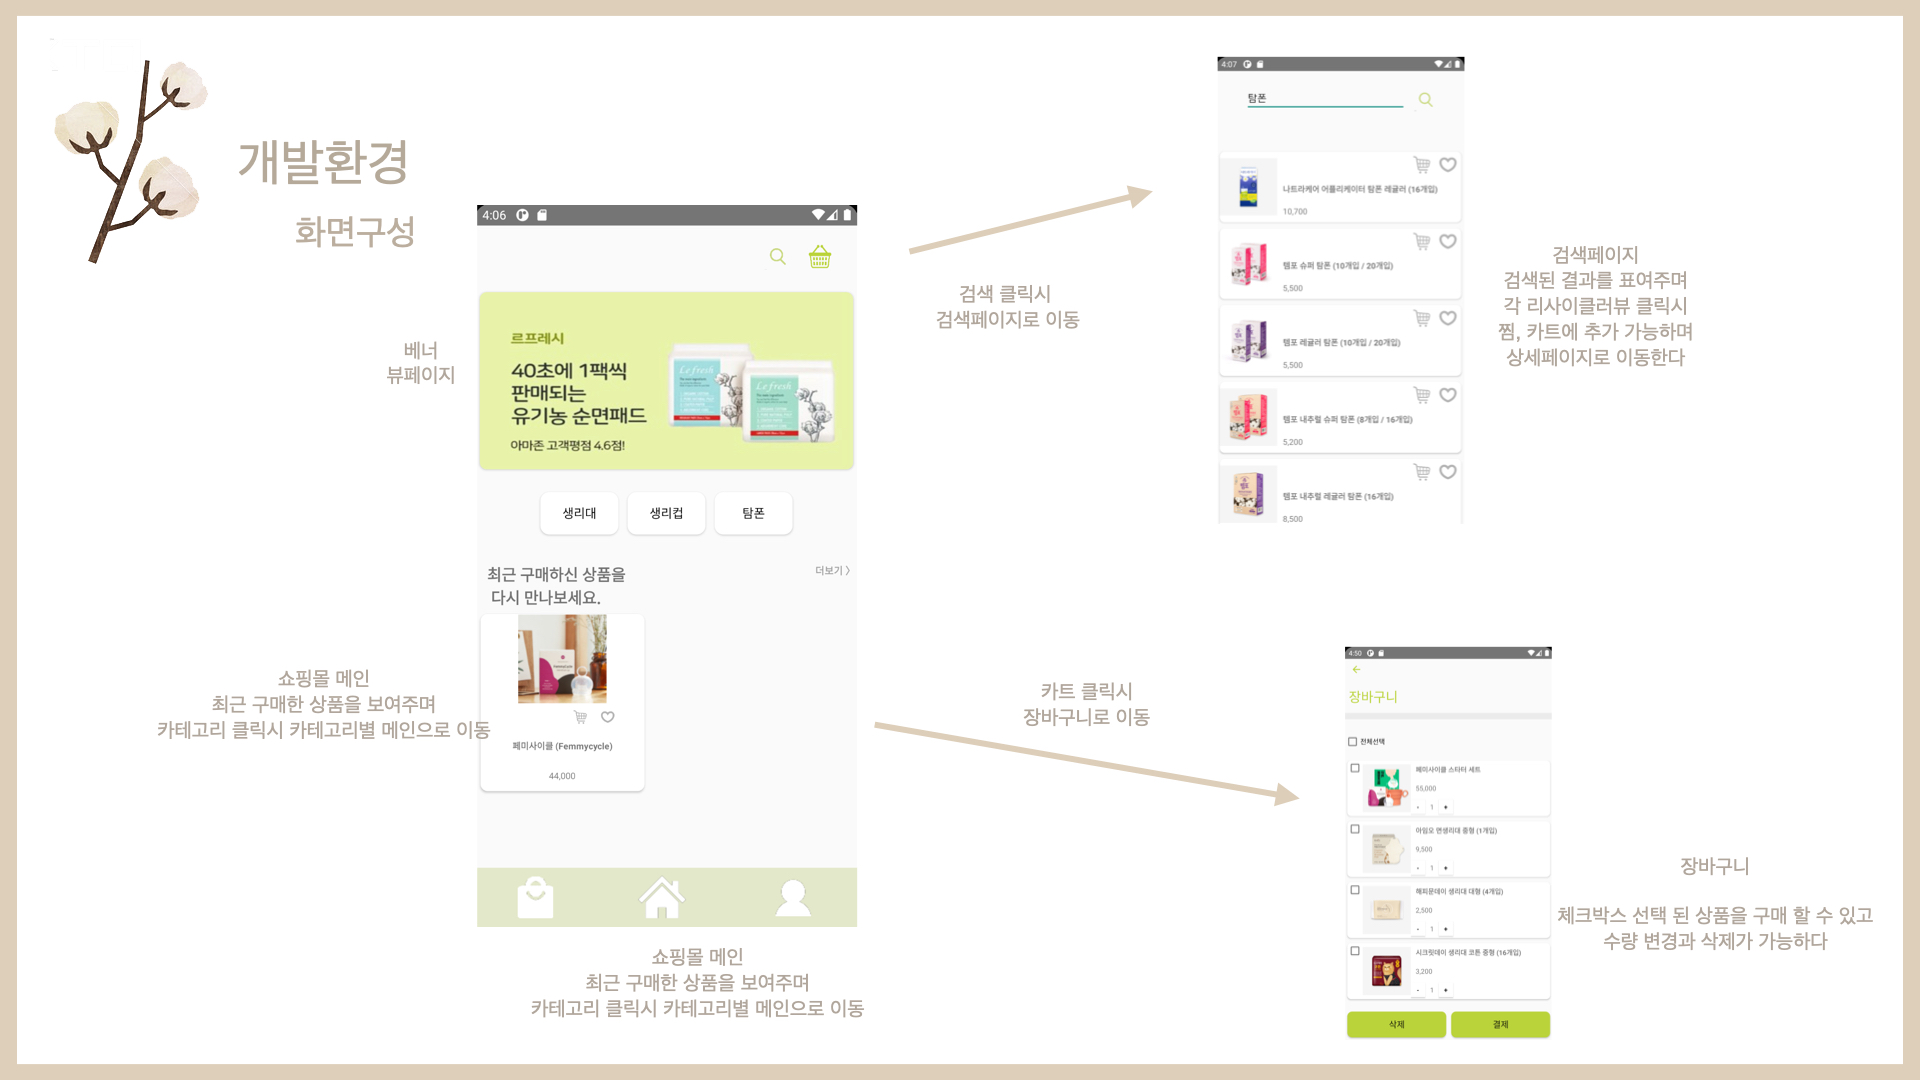 개발환경
화면구성
4:06
베너
뷰페이지
르프레시
40초에 1팩씩
판매되는
유기농 순면패드
아마존 고객평점 4.6점!
Le fresh
Le fresh
생리대
생리컵
탐폰
최근 구매하신 상품을
다시 만나보세요.
더보기 >
페미사이클 (Femmycycle)
44,000
쇼핑몰 메인
최근 구매한 상품을 보여주며
카테고리 클릭시 카테고리별 메인으로 이동
쇼핑몰 메인
최근 구매한 상품을 보여주며
카테고리 클릭시 카테고리별 메인으로 이동
검색 클릭시
검색페이지로 이동
4:07
탐폰
나트라케어 어플리케이터 탐폰 레귤러 (16개입)
10,700
템포 슈퍼 탐폰 (10개입 / 20개입)
5,500
템포 레귤러 탐폰 (10개입 / 20개입)
5,500
템포 내추럴 슈퍼 탐폰 (8개입 / 16개입)
5,200
템포 내추럴 레귤러 탐폰 (16개입)
8,500
검색페이지
검색된 결과를 표여주며
각 리사이클러뷰 클릭시
찜, 카트에 추가 가능하며
상세페이지로 이동한다
카트 클릭시
장바구니로 이동
4:50
장바구니
전체선택
페미사이클 스타터 세트
55,000
- 1 +
아임오 면생리대 중형 (1개입)
9,500
- 1 +
해피문데이 생리대 대형 (4개입)
2,500
- 1 +
시크릿데이 생리대 코튼 중형 (16개입)
3,200
- 1 +
삭제
결제
장바구니
체크박스 선택 된 상품을 구매 할 수 있고
수량 변경과 삭제가 가능하다